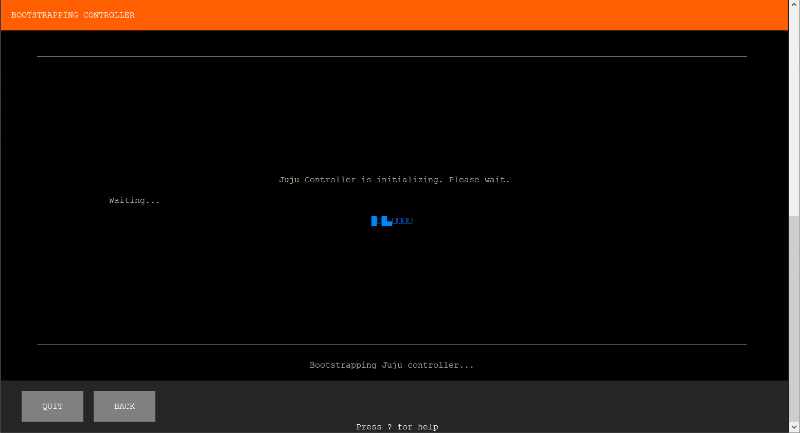 BOOTSTRAPPING CONTROLLER
Juju Controller is initializing. Please wait.
Waiting...
Bootstrapping Juju controller...
QUIT
BACK
Press ? for help